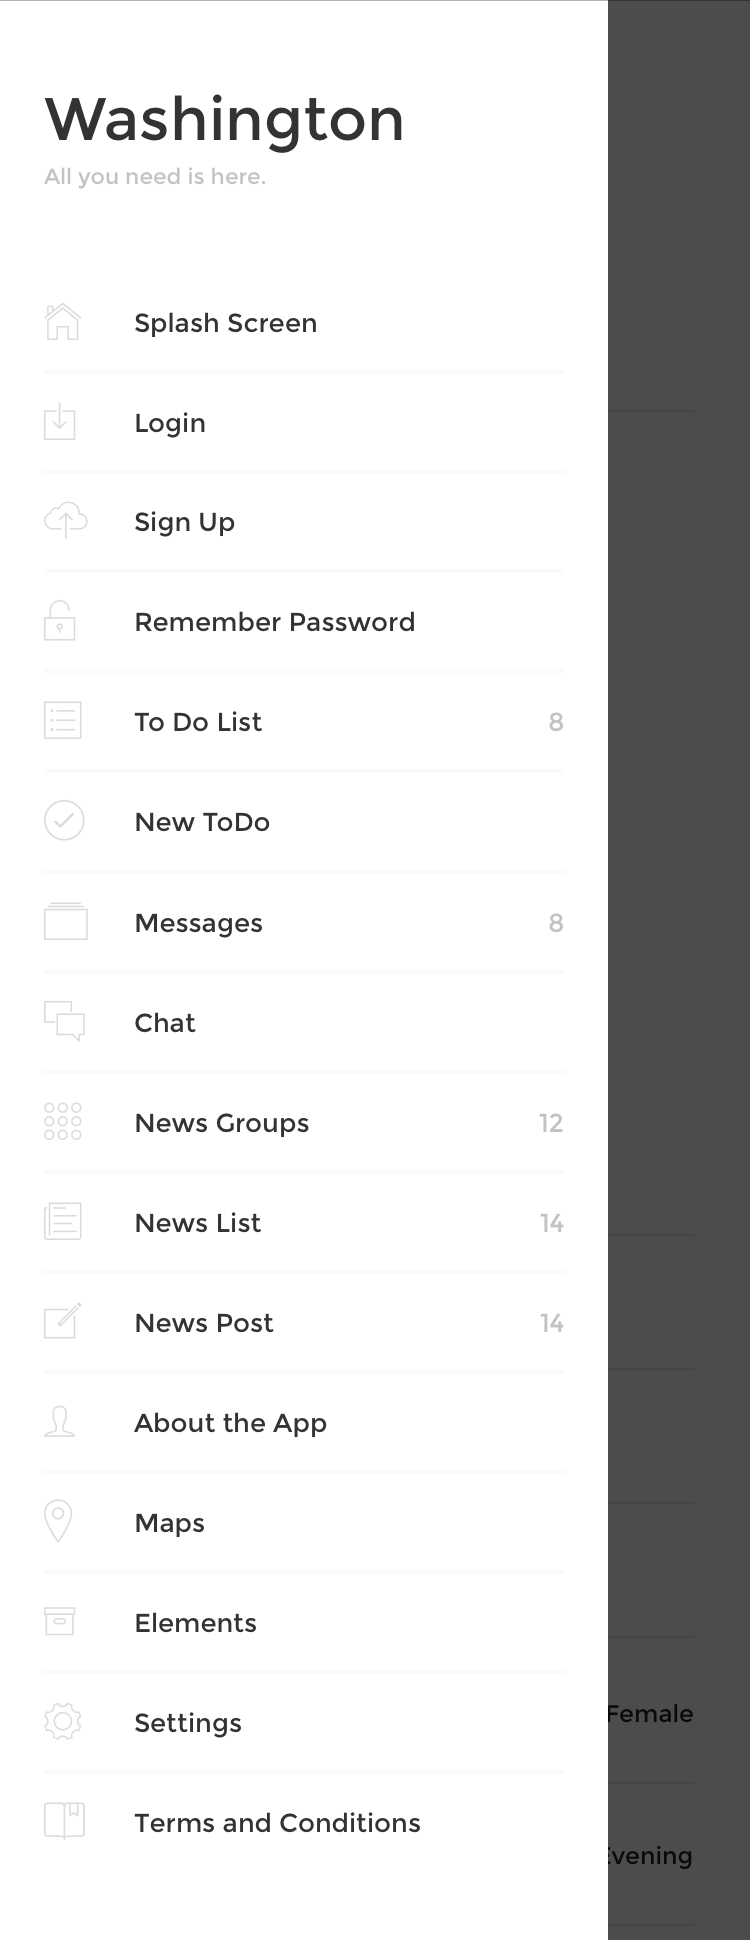 Washington
All you need is here.
Splash Screen
Login
Sign Up
Remember Password
To Do List 8
New ToDo
Messages 8
Chat
News Groups 12
News List 14
News Post 14
About the App
Maps
Elements
Settings
Female
Terms and Conditions
Evening